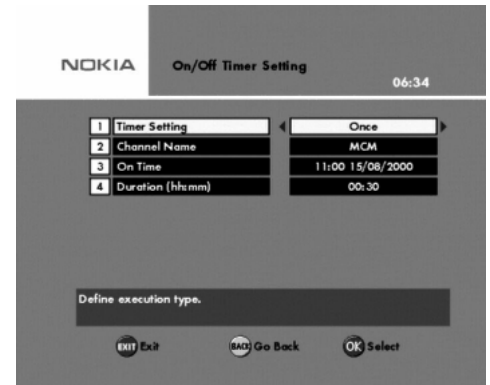 NOKIA On/Off Timer Setting
06:34
1 Timer Setting Once
2 Channel Name MCM
3 On Time 11:00 15/08/2000
4 Duration (hh:mm) 00:30
Define execution type.
EXIT Exit BACK Go Back OK Select